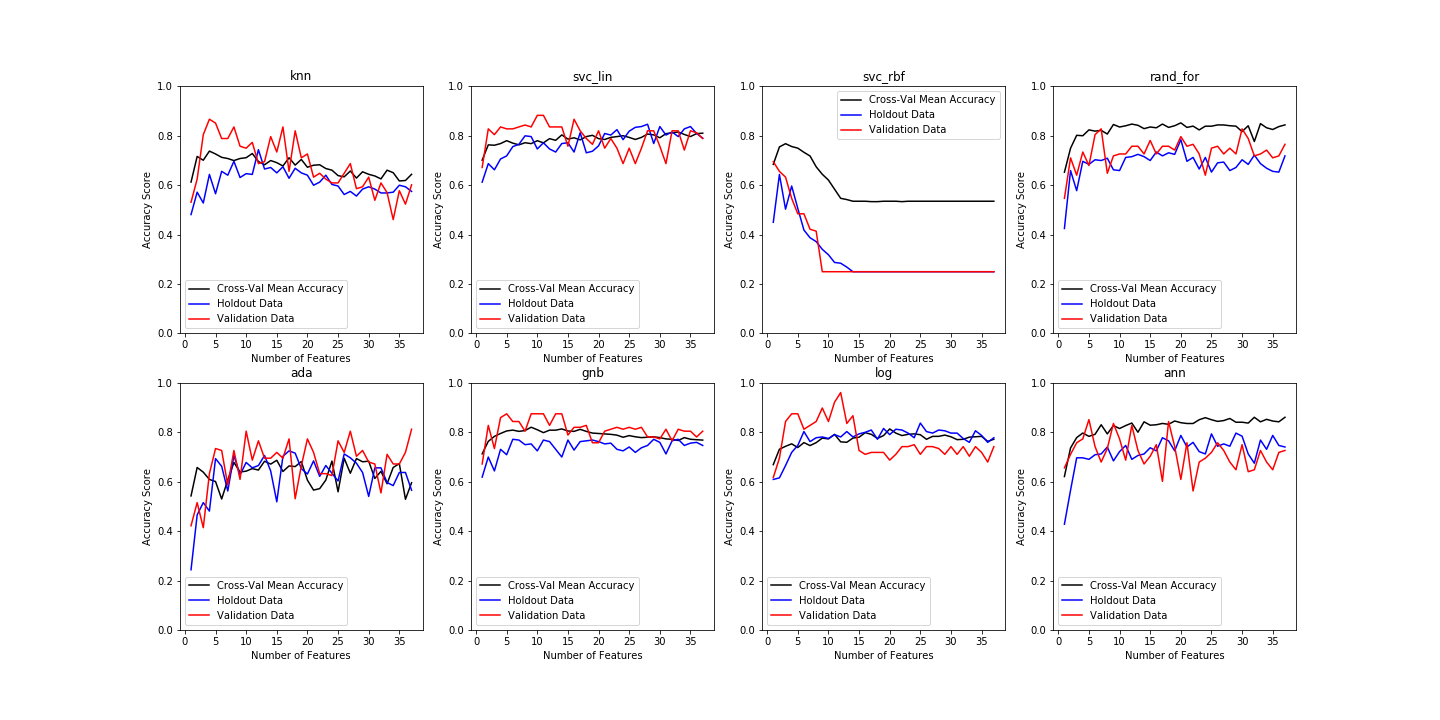 knn
1.0
0.8
0.6
0.4
0.2
0.0
Accuracy Score
Cross-Val Mean Accuracy
Holdout Data
Validation Data
0 5 10 15 20 25 30 35
Number of Features
svc_lin
1.0
0.8
0.6
0.4
0.2
0.0
Accuracy Score
Cross-Val Mean Accuracy
Holdout Data
Validation Data
0 5 10 15 20 25 30 35
Number of Features
svc_rbf
1.0
0.8
0.6
0.4
0.2
0.0
Accuracy Score
Cross-Val Mean Accuracy
Holdout Data
Validation Data
0 5 10 15 20 25 30 35
Number of Features
rand_for
1.0
0.8
0.6
0.4
0.2
0.0
Accuracy Score
Cross-Val Mean Accuracy
Holdout Data
Validation Data
0 5 10 15 20 25 30 35
Number of Features
ada
1.0
0.8
0.6
0.4
0.2
0.0
Accuracy Score
Cross-Val Mean Accuracy
Holdout Data
Validation Data
0 5 10 15 20 25 30 35
Number of Features
gnb
1.0
0.8
0.6
0.4
0.2
0.0
Accuracy Score
Cross-Val Mean Accuracy
Holdout Data
Validation Data
0 5 10 15 20 25 30 35
Number of Features
log
1.0
0.8
0.6
0.4
0.2
0.0
Accuracy Score
Cross-Val Mean Accuracy
Holdout Data
Validation Data
0 5 10 15 20 25 30 35
Number of Features
ann
1.0
0.8
0.6
0.4
0.2
0.0
Accuracy Score
Cross-Val Mean Accuracy
Holdout Data
Validation Data
0 5 10 15 20 25 30 35
Number of Features